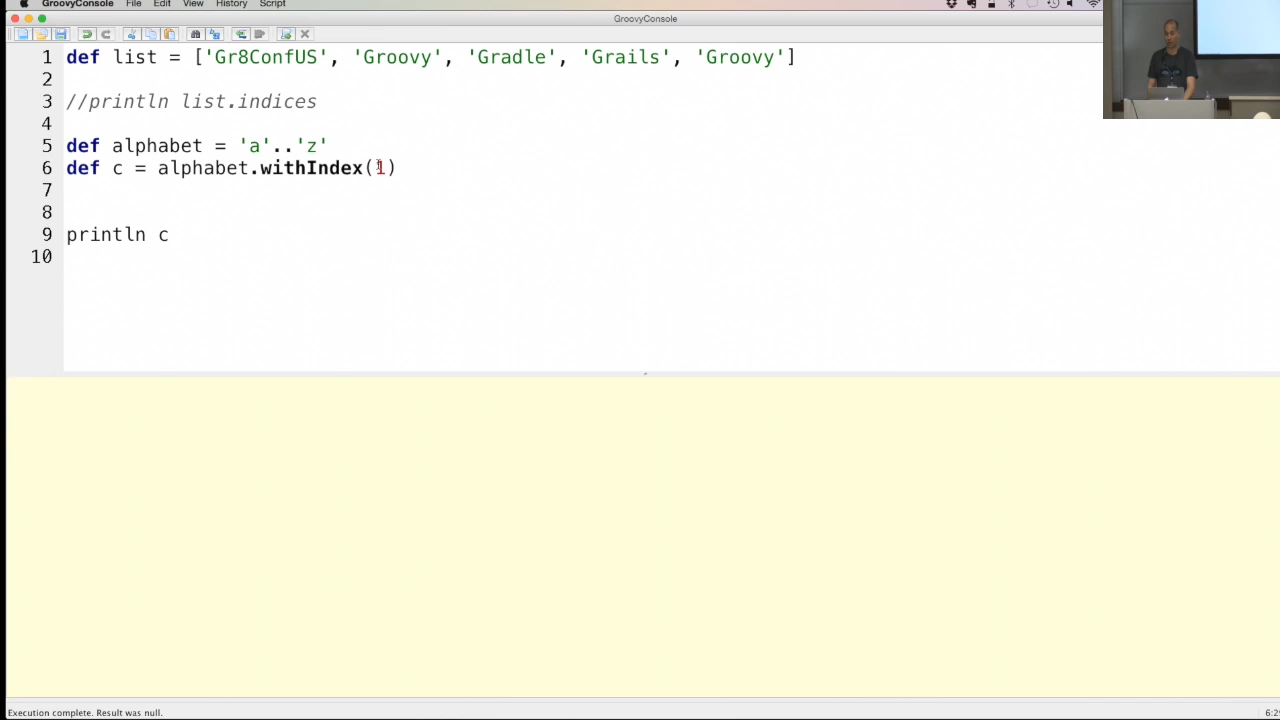 GroovyConsole File Edit View History Script
GroovyConsole
1 def list = ['Gr8ConfUS', 'Groovy', 'Gradle', 'Grails', 'Groovy']
2
3 //println list.indices
4
5 def alphabet = 'a'..'z'
6 def c = alphabet.withIndex(1)
7
8
9 println c
10
Execution complete. Result was null.